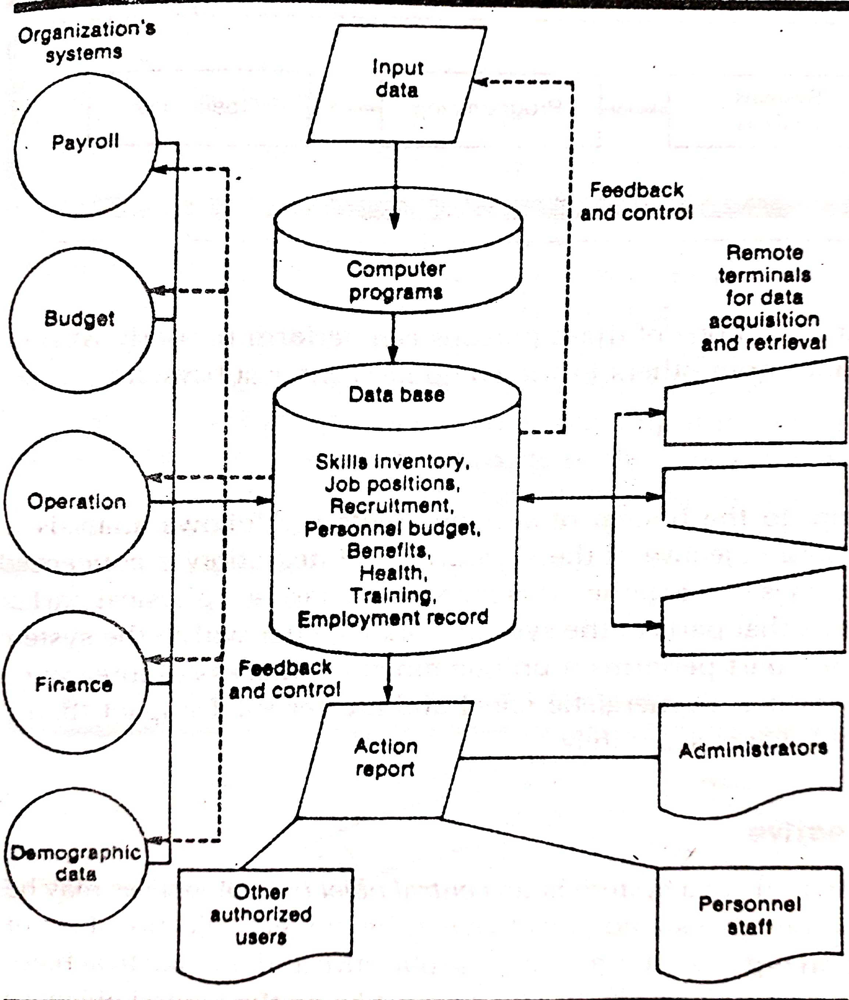 Organization's
systems
Payroll
Budget
Operation
Finance
Demographic
data
Input
data
Computer
programs
Data base
Skills inventory,
Job positions,
Recruitment,
Personnel budget,
Benefits,
Health,
Training,
Employment record
Feedback
and control
Remote
terminals
for data
acquisition
and retrieval
Feedback
and control
Action
report
Administrators
Other
authorized
users
Personnel
staff